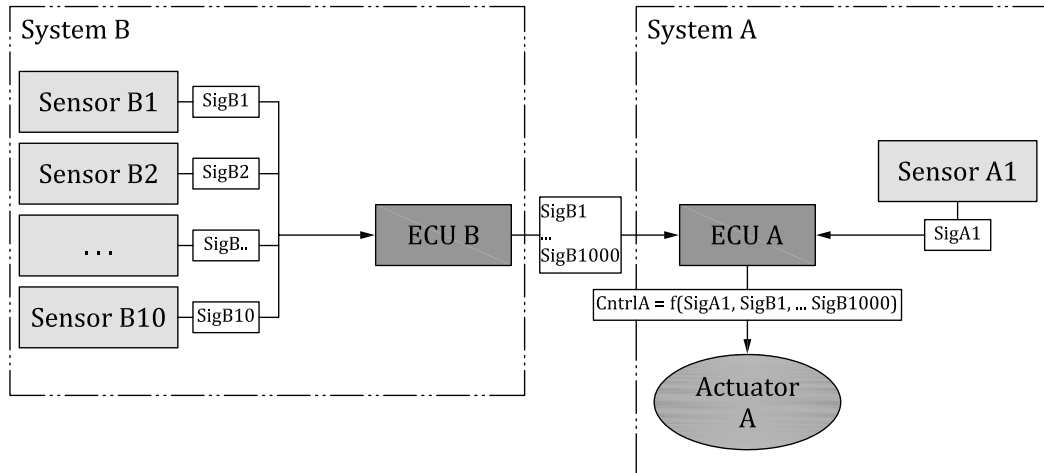 System B
Sensor B1
SigB1
Sensor B2
SigB2
...
SigB..
Sensor B10
SigB10
ECU B
SigB1
...
SigB1000
System A
ECU A
Sensor A1
SigA1
CntrlA = f(SigA1, SigB1, ... SigB1000)
Actuator
A